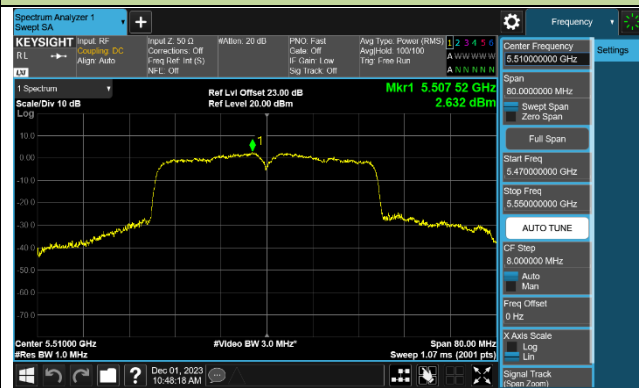 Spectrum Analyzer 1
Swept SA
Frequency
KEYSIGHT
RL
LXI
Input: RF
Coupling: DC
Align: Auto
Input Z: 50 Ω
Corrections: Off
Freq Ref: Int (S)
NFE: Off
#Atten: 20 dB
PNO: Fast
Gate: Off
IF Gain: Low
Sig Track: Off
Avg Type: Power (RMS)
Avg|Hold: 100/100
Trig: Free Run
1 2 3 4 5 6
A W W W W W
A N N N N N
1 Spectrum
Scale/Div 10 dB
Log
Ref Lvl Offset 23.00 dB
Ref Level 20.00 dBm
Mkr1 5.507 52 GHz
2.632 dBm
1
10.0
0.00
-10.0
-20.0
-30.0
-40.0
-50.0
-60.0
-70.0
Center 5.51000 GHz
#Res BW 1.0 MHz
#Video BW 3.0 MHz*
Span 80.00 MHz
Sweep 1.07 ms (2001 pts)
Center Frequency
5.510000000 GHz
Span
80.0000000 MHz
Swept Span
Zero Span
Full Span
Start Freq
5.470000000 GHz
Stop Freq
5.550000000 GHz
AUTO TUNE
CF Step
8.000000 MHz
Auto
Man
Freq Offset
0 Hz
X Axis Scale
Log
Lin
Signal Track
(Span Zoom)
Settings
?
Dec 01, 2023
10:48:18 AM